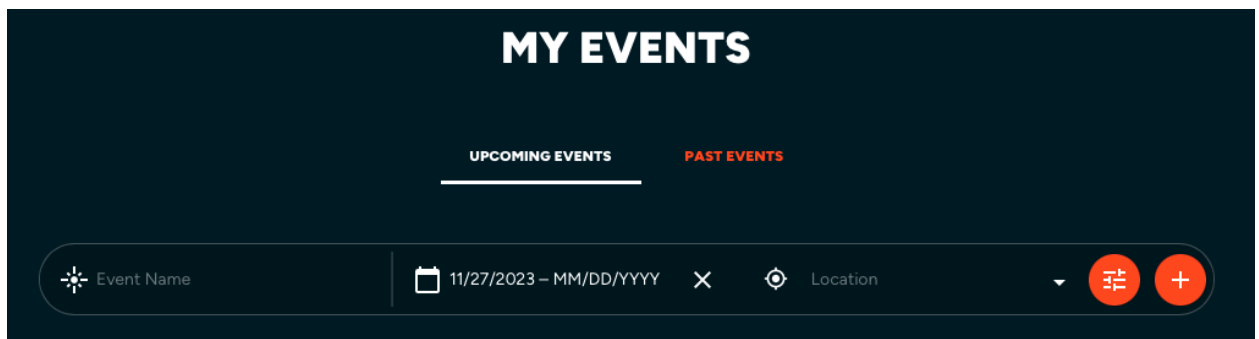 MY EVENTS
UPCOMING EVENTS PAST EVENTS
Event Name 11/27/2023 – MM/DD/YYYY Location